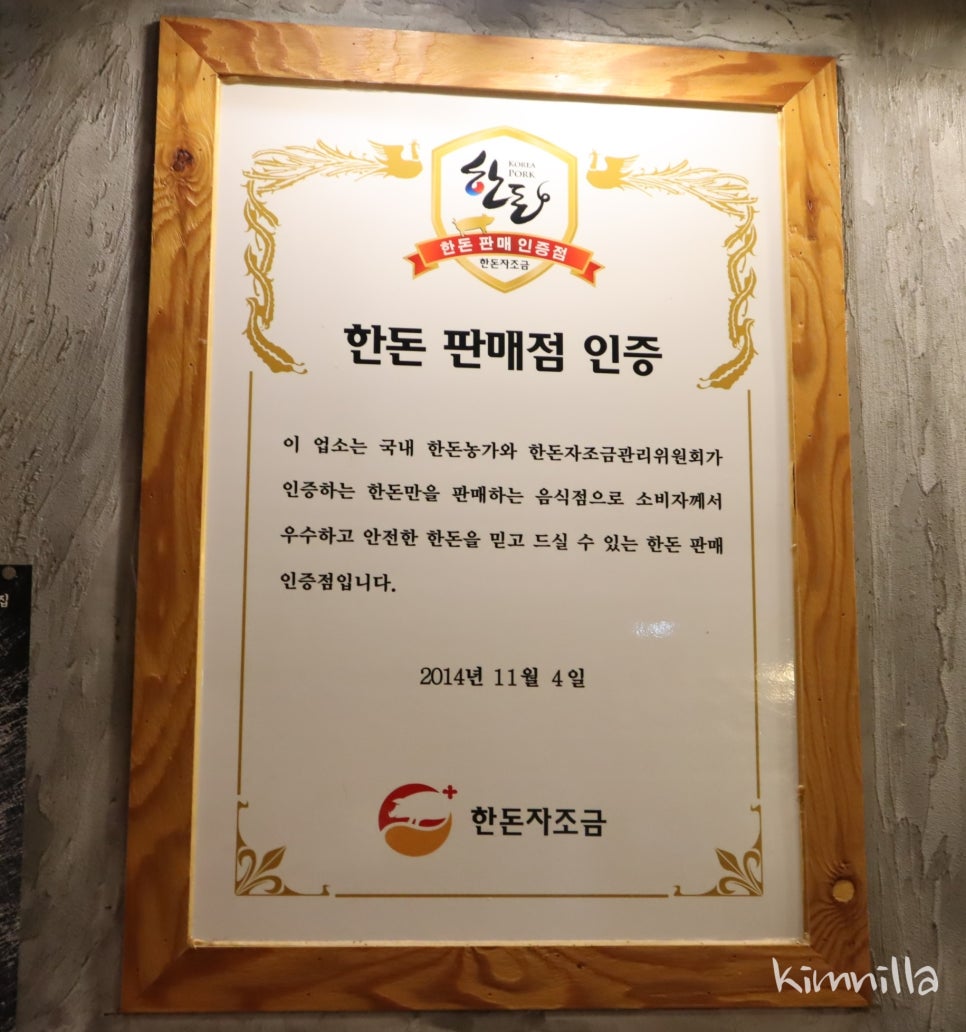 KOREA
PORK
한돈
한돈 판매 인증점
한돈자조금
한돈 판매점 인증
이 업소는 국내 한돈농가와 한돈자조금관리위원회가
인증하는 한돈만을 판매하는 음식점으로 소비자께서
우수하고 안전한 한돈을 믿고 드실 수 있는 한돈 판매
인증점입니다.
2014년 11월 4일
한돈자조금
집
kimnilla